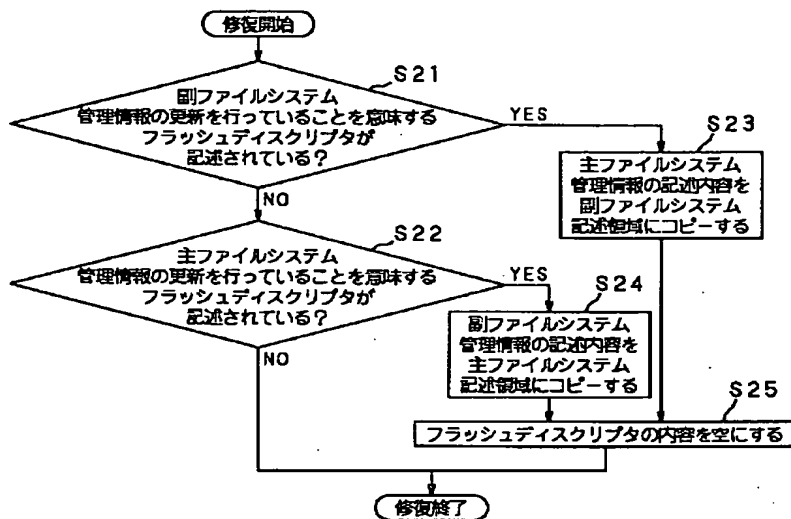 修復開始
S21
副ファイルシステム
管理情報の更新を行っていることを意味する
フラッシュディスクリプタが
記述されている?
YES
NO
S23
主ファイルシステム
管理情報の記述内容を
副ファイルシステム
記述領域にコピーする
S22
主ファイルシステム
管理情報の更新を行っていることを意味する
フラッシュディスクリプタが
記述されている?
YES
NO
S24
副ファイルシステム
管理情報の記述内容を
主ファイルシステム
記述領域にコピーする
S25
フラッシュディスクリプタの内容を空にする
修復終了